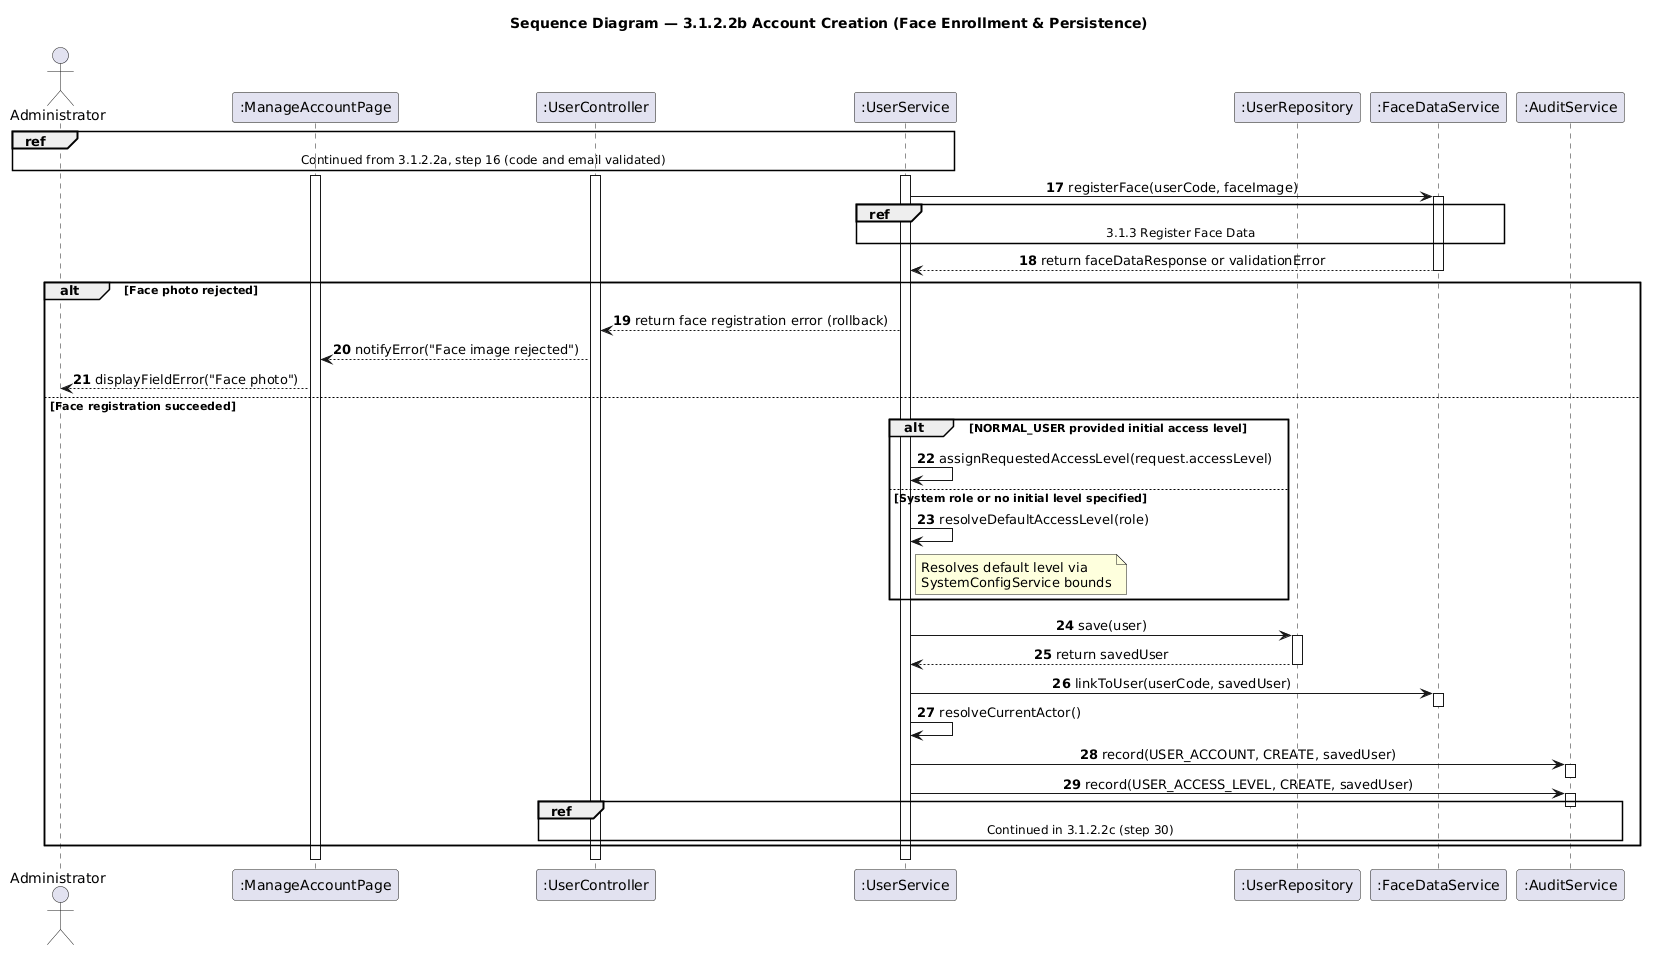 Sequence Diagram — 3.1.2.2b Account Creation (Face Enrollment & Persistence)
Administrator
:ManageAccountPage
:UserController
:UserService
:UserRepository
:FaceDataService
:AuditService
ref
Continued from 3.1.2.2a, step 16 (code and email validated)
17 registerFace(userCode, faceImage)
ref
3.1.3 Register Face Data
18 return faceDataResponse or validationError
alt
[Face photo rejected]
19 return face registration error (rollback)
20 notifyError("Face image rejected")
21 displayFieldError("Face photo")
[Face registration succeeded]
alt
[NORMAL_USER provided initial access level]
22 assignRequestedAccessLevel(request.accessLevel)
[System role or no initial level specified]
23 resolveDefaultAccessLevel(role)
Resolves default level via
SystemConfigService bounds
24 save(user)
25 return savedUser
26 linkToUser(userCode, savedUser)
27 resolveCurrentActor()
28 record(USER_ACCOUNT, CREATE, savedUser)
29 record(USER_ACCESS_LEVEL, CREATE, savedUser)
ref
Continued in 3.1.2.2c (step 30)
Administrator
:ManageAccountPage
:UserController
:UserService
:UserRepository
:FaceDataService
:AuditService